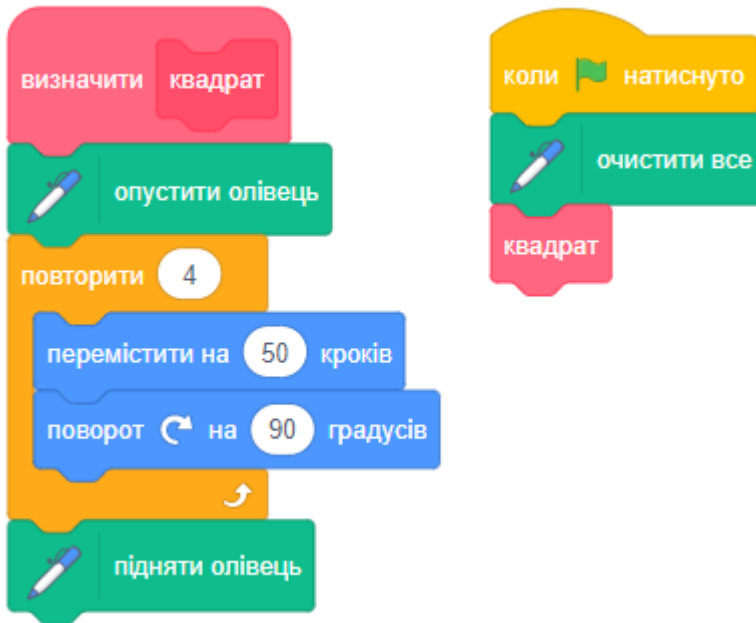 визначити квадрат
опустити олівець
повторити 4
перемістити на 50 кроків
поворот на 90 градусів
підняти олівець
коли натиснуто
очистити все
квадрат